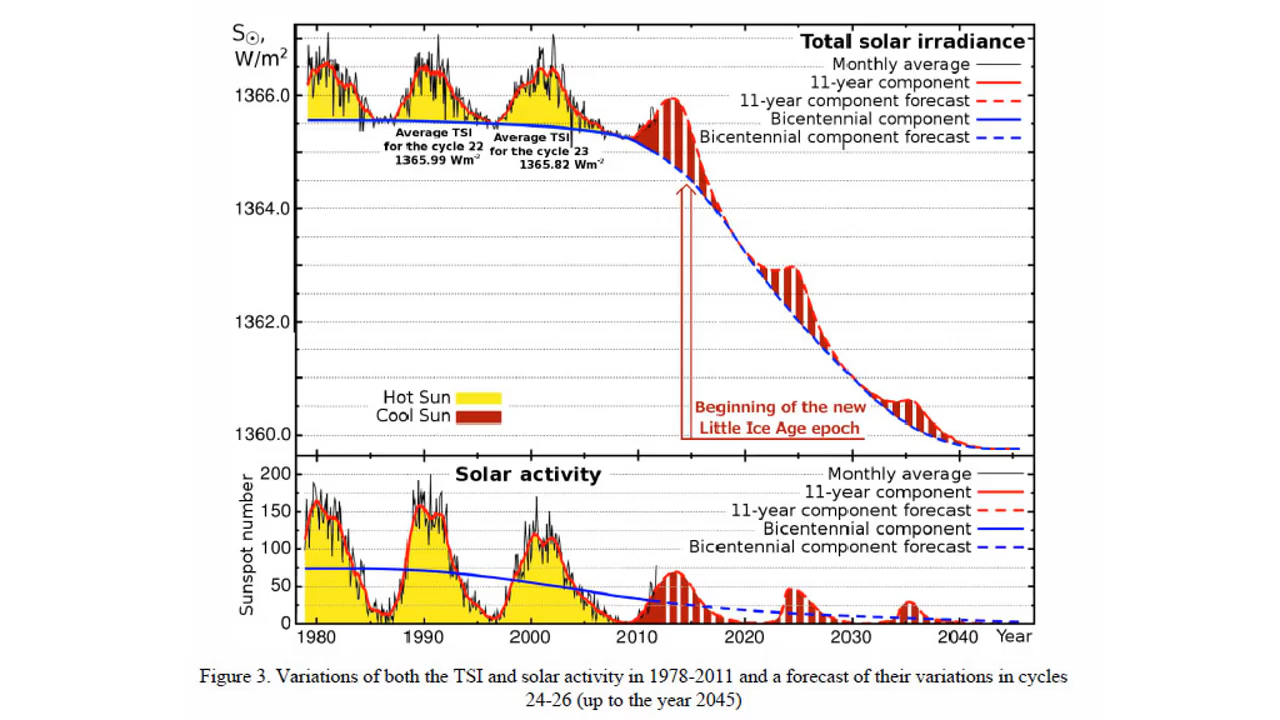 S☉,
W/m²
Total solar irradiance
Monthly average
11-year component
11-year component forecast
Bicentennial component
Bicentennial component forecast
1366.0
1364.0
1362.0
1360.0
Average TSI
for the cycle 22
1365.99 Wm⁻²
Average TSI
for the cycle 23
1365.82 Wm⁻²
Hot Sun
Cool Sun
Beginning of the new
Little Ice Age epoch
Solar activity
Monthly average
11-year component
11-year component forecast
Bicentennial component
Bicentennial component forecast
Sunspot number
200
150
100
50
0
1980 1990 2000 2010 2020 2030 2040 Year
Figure 3. Variations of both the TSI and solar activity in 1978-2011 and a forecast of their variations in cycles
24-26 (up to the year 2045)